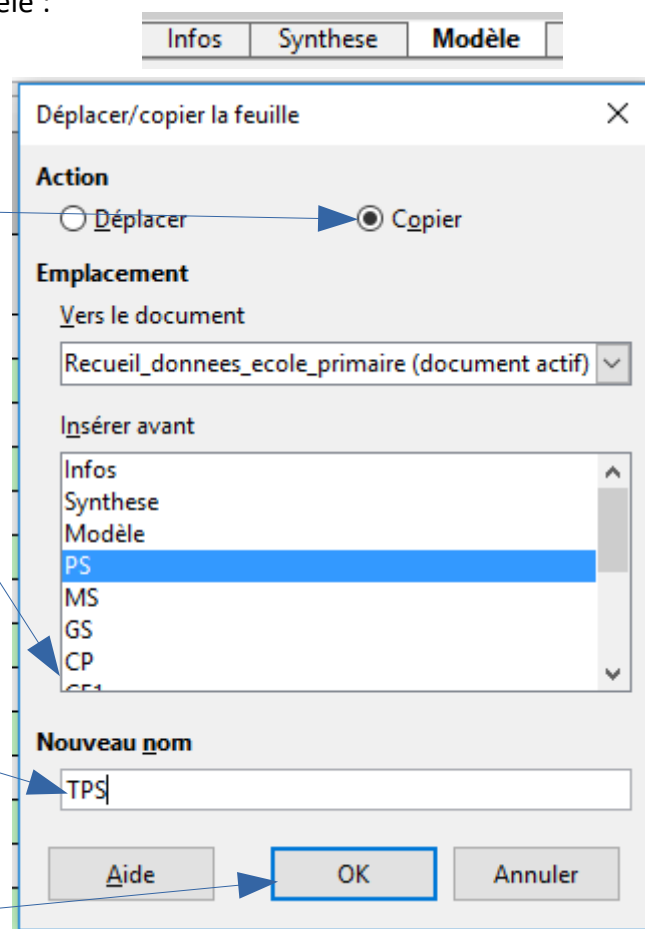 Infos Synthese Modèle
Déplacer/copier la feuille
Action
Déplacer Copier
Emplacement
Vers le document
Recueil_donnees_ecole_primaire (document actif)
Insérer avant
Infos
Synthese
Modèle
PS
MS
GS
CP
Nouveau nom
TPS
Aide OK Annuler